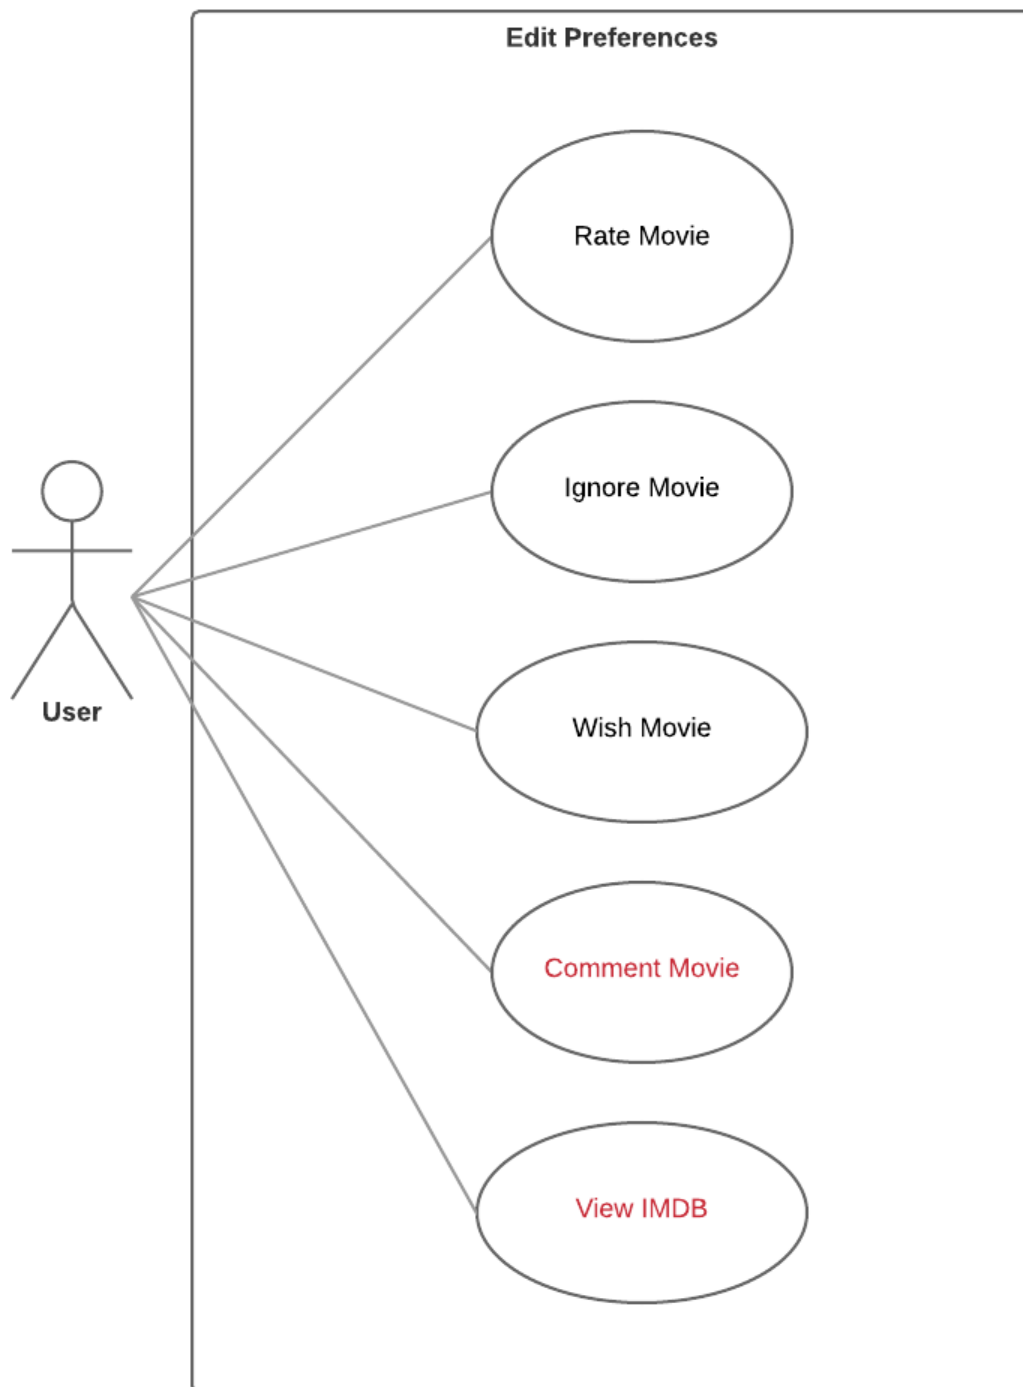 Edit Preferences
Rate Movie
Ignore Movie
User
Wish Movie
Comment Movie
View IMDB